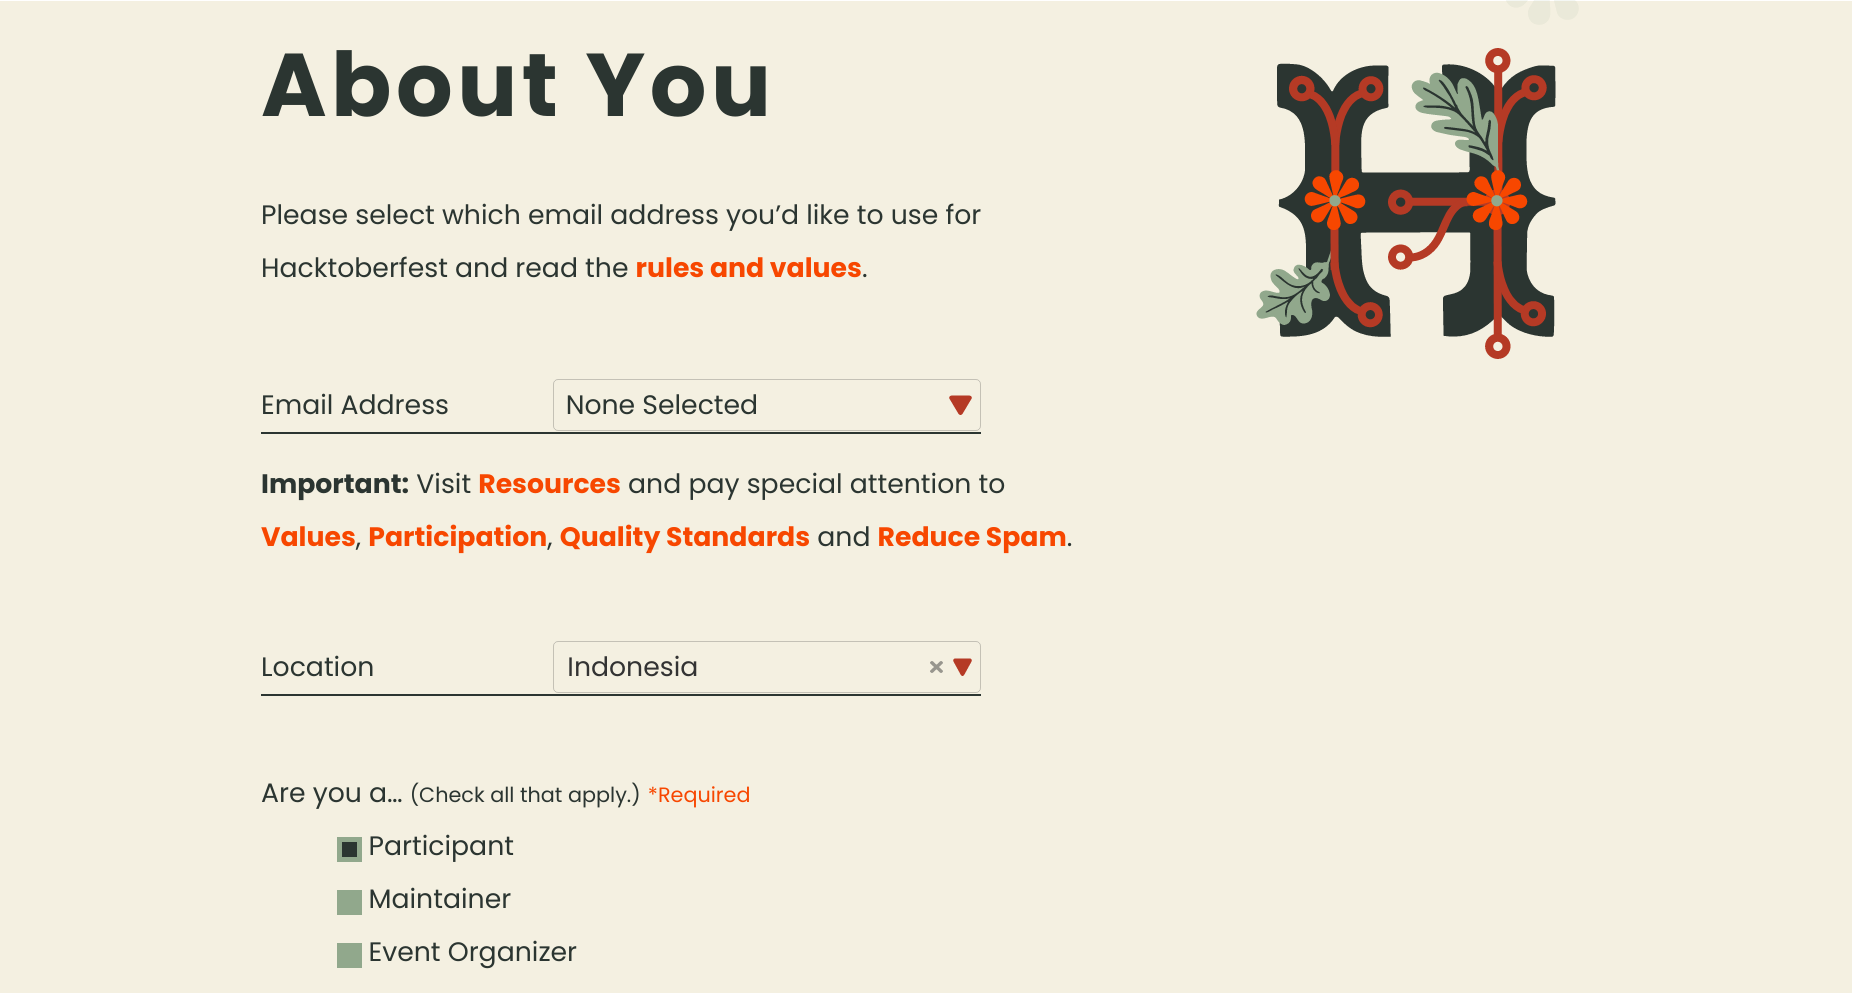 About You
Please select which email address you’d like to use for
Hacktoberfest and read the rules and values.
Email Address
None Selected
Important: Visit Resources and pay special attention to
Values, Participation, Quality Standards and Reduce Spam.
Location
Indonesia
Are you a… (Check all that apply.) *Required
Participant
Maintainer
Event Organizer